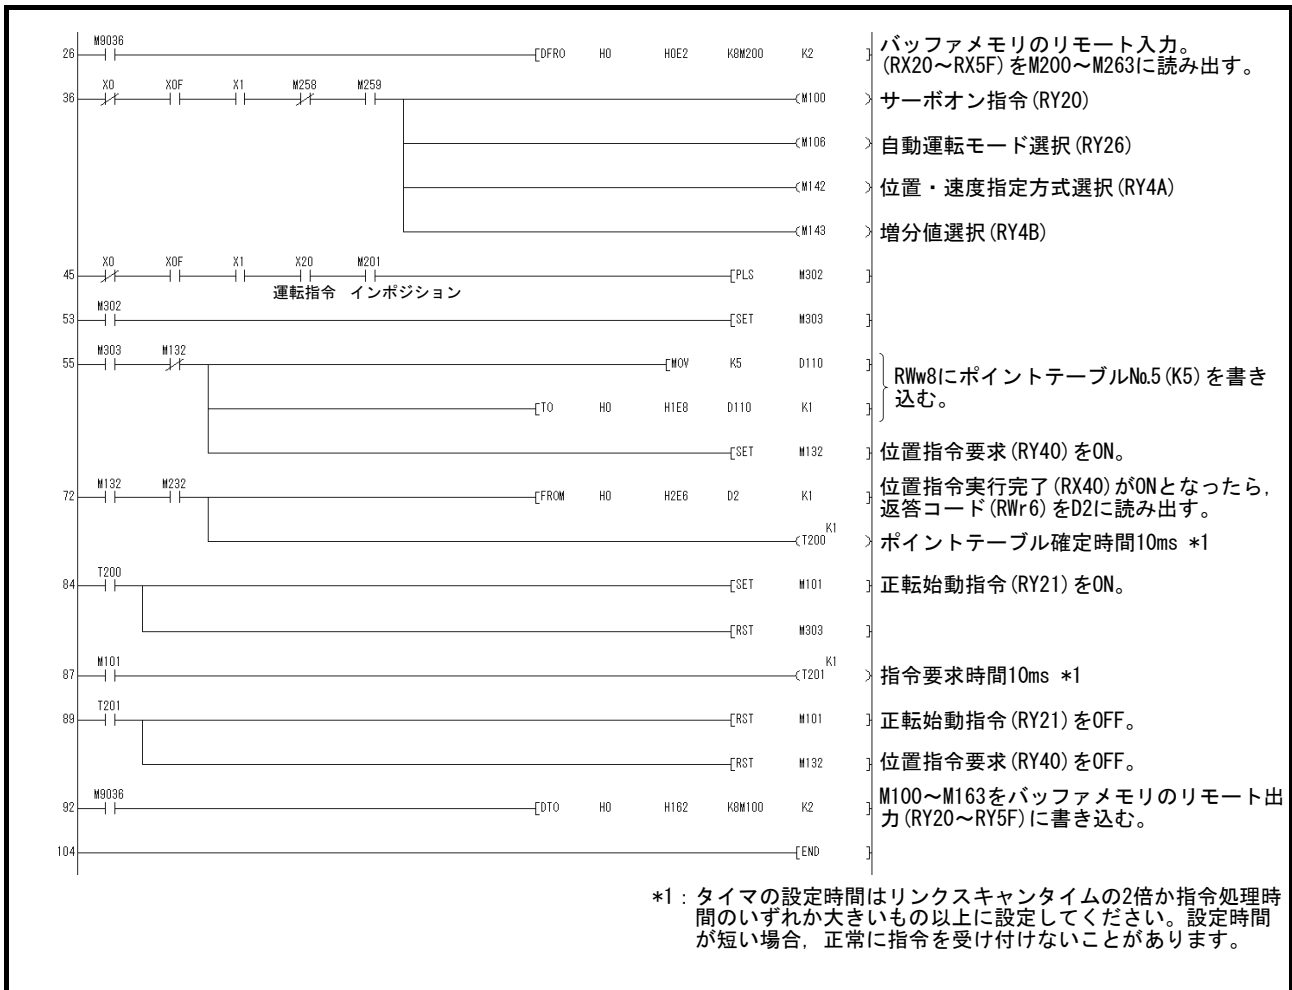 M9036
26 DFRO H0 H0E2 K8M200 K2 バッファメモリのリモート入力。
(RX20～RX5F)をM200～M263に読み出す。
X0 X0F X1 M258 M259
36 M100 サーボオン指令(RY20)
M106 自動運転モード選択(RY26)
M142 位置・速度指定方式選択(RY4A)
M143 増分値選択(RY4B)
X0 X0F X1 X20 M201
45 PLS M302
運転指令 インポジション
M302
53 SET M303
M303 M132
55 MOV K5 D110
RWw8にポイントテーブル№5(K5)を書き
込む。
TO H0 H1E8 D110 K1
SET M132 位置指令要求(RY40)をON。
M132 M232
72 FROM H0 H2E6 D2 K1 位置指令実行完了(RX40)がONとなったら，
返答コード(RWr6)をD2に読み出す。
K1
T200 ポイントテーブル確定時間10ms *1
T200
84 SET M101 正転始動指令(RY21)をON。
RST M303
M101 K1
87 T201 指令要求時間10ms *1
T201
89 RST M101 正転始動指令(RY21)をOFF。
RST M132 位置指令要求(RY40)をOFF。
M9036
92 DTO H0 H162 K8M100 K2 M100～M163をバッファメモリのリモート出
力(RY20～RY5F)に書き込む。
104 END
*1：タイマの設定時間はリンクスキャンタイムの2倍か指令処理時
間のいずれか大きいもの以上に設定してください。設定時間
が短い場合，正常に指令を受け付けないことがあります。